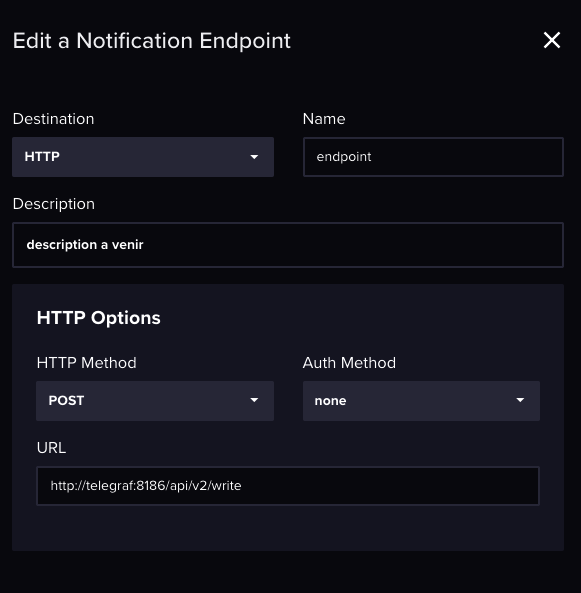 Edit a Notification Endpoint
Destination
Name
HTTP
endpoint
Description
description a venir
HTTP Options
HTTP Method
Auth Method
POST
none
URL
http://telegraf:8186/api/v2/write